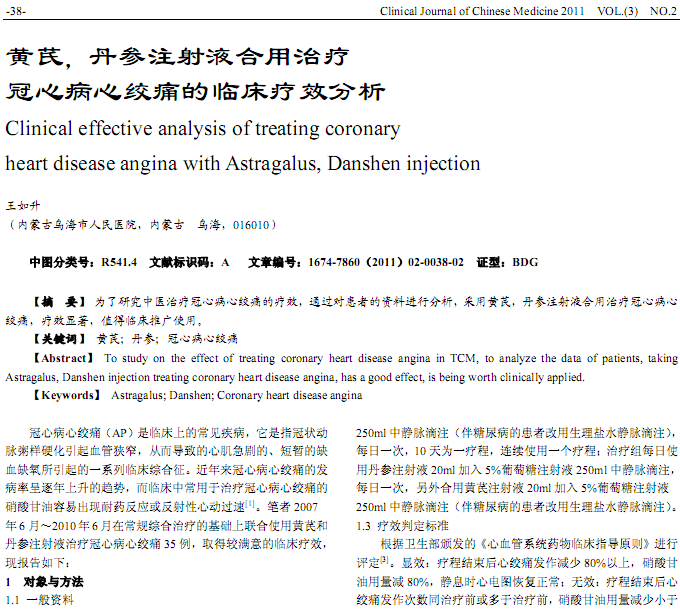 -38- Clinical Journal of Chinese Medicine 2011 VOL.(3) NO.2
黄芪，丹参注射液合用治疗
冠心病心绞痛的临床疗效分析
Clinical effective analysis of treating coronary
heart disease angina with Astragalus, Danshen injection
王如升
（内蒙古乌海市人民医院，内蒙古 乌海，016010）
中图分类号：R541.4 文献标识码：A 文章编号：1674-7860（2011）02-0038-02 证型：BDG
【摘 要】 为了研究中医治疗冠心病心绞痛的疗效，通过对患者的资料进行分析，采用黄芪，丹参注射液合用治疗冠心病心
绞痛，疗效显著，值得临床推广使用。
【关键词】 黄芪；丹参；冠心病心绞痛
【Abstract】 To study on the effect of treating coronary heart disease angina in TCM, to analyze the data of patients, taking
Astragalus, Danshen injection treating coronary heart disease angina, has a good effect, is being worth clinically applied.
【Keywords】 Astragalus; Danshen; Coronary heart disease angina
冠心病心绞痛（AP）是临床上的常见疾病，它是指冠状动
脉粥样硬化引起血管狭窄，从而导致的心肌急剧的、短暂的缺
血缺氧所引起的一系列临床综合征。近年来冠心病心绞痛的发
病率呈逐年上升的趋势，而临床中常用于治疗冠心病心绞痛的
硝酸甘油容易出现耐药反应或反射性心动过速[1]。笔者 2007
年 6 月～2010 年 6 月在常规综合治疗的基础上联合使用黄芪和
丹参注射液治疗冠心病心绞痛 35 例，取得较满意的临床疗效，
现报告如下：
1 对象与方法
1.1 一般资料
250ml 中静脉滴注（伴糖尿病的患者改用生理盐水静脉滴注），
每日一次，10 天为一疗程，连续使用一个疗程；治疗组每日使
用丹参注射液 20ml 加入 5%葡萄糖注射液 250ml 中静脉滴注，
每日一次，另外合用黄芪注射液 20ml 加入 5%葡萄糖注射液
250ml 中静脉滴注（伴糖尿病的患者改用生理盐水静脉滴注）。
1.3 疗效判定标准
根据卫生部颁发的《心血管系统药物临床指导原则》进行
评定[3]。显效：疗程结束后心绞痛发作减少 80%以上，硝酸甘
油用量减 80%，静息时心电图恢复正常；无效：疗程结束后心
绞痛发作次数同治疗前或多于治疗前，硝酸甘油用量减少小于